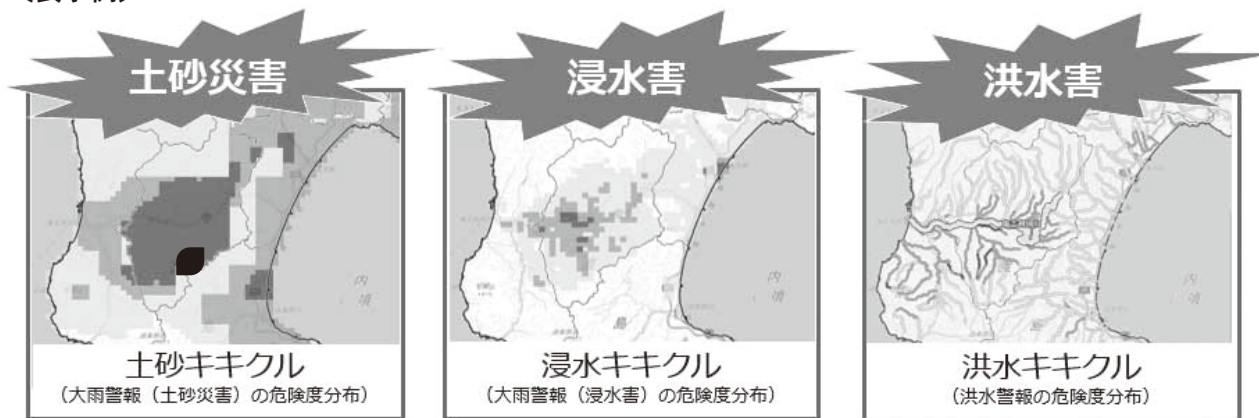 土砂災害
浸水害
洪水害
土砂キキクル
(大雨警報(土砂災害)の危険度分布)
浸水キキクル
(大雨警報(浸水害)の危険度分布)
洪水キキクル
(洪水警報の危険度分布)